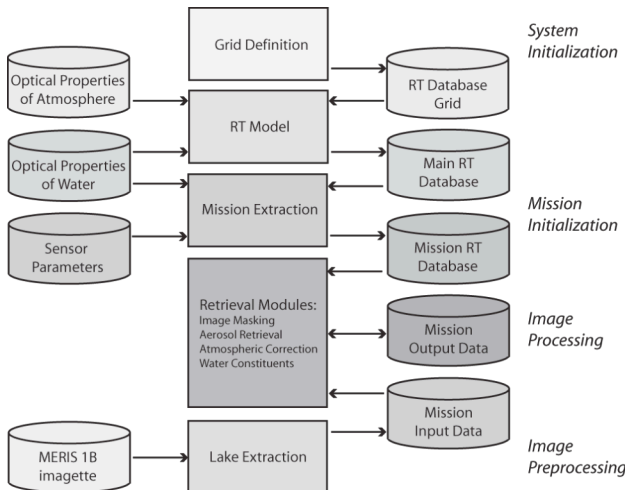 Grid Definition
System
Initialization
Optical Properties
of Atmosphere
RT Database
Grid
RT Model
Optical Properties
of Water
Main RT
Database
Mission Extraction
Mission
Initialization
Sensor
Parameters
Mission RT
Database
Retrieval Modules:
Image Masking
Aerosol Retrieval
Atmospheric Correction
Water Constituents
Mission
Output Data
Image
Processing
Mission
Input Data
MERIS 1B
imagette
Lake Extraction
Image
Preprocessing